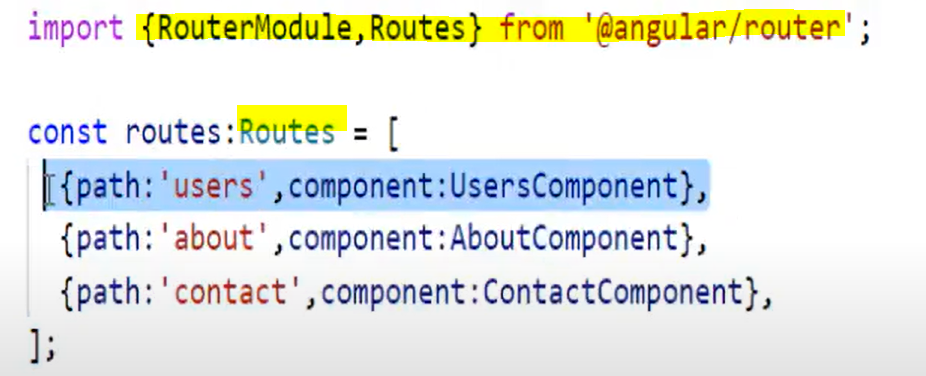 import {RouterModule,Routes} from '@angular/router';
const routes:Routes = [
{path:'users',component:UsersComponent},
{path:'about',component:AboutComponent},
{path:'contact',component:ContactComponent},
];